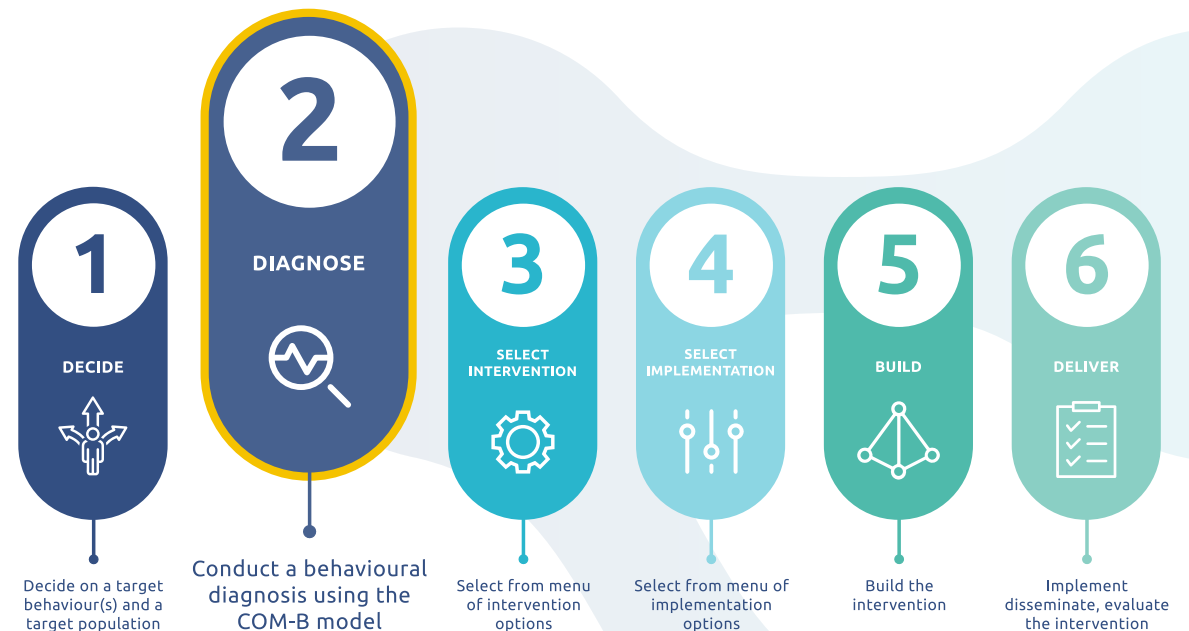 1
DECIDE
Decide on a target
behaviour(s) and a
target population
2
DIAGNOSE
Conduct a behavioural
diagnosis using the
COM-B model
3
SELECT
INTERVENTION
Select from menu
of intervention
options
4
SELECT
IMPLEMENTATION
Select from menu of
implementation
options
5
BUILD
Build the
intervention
6
DELIVER
Implement
disseminate, evaluate
the intervention